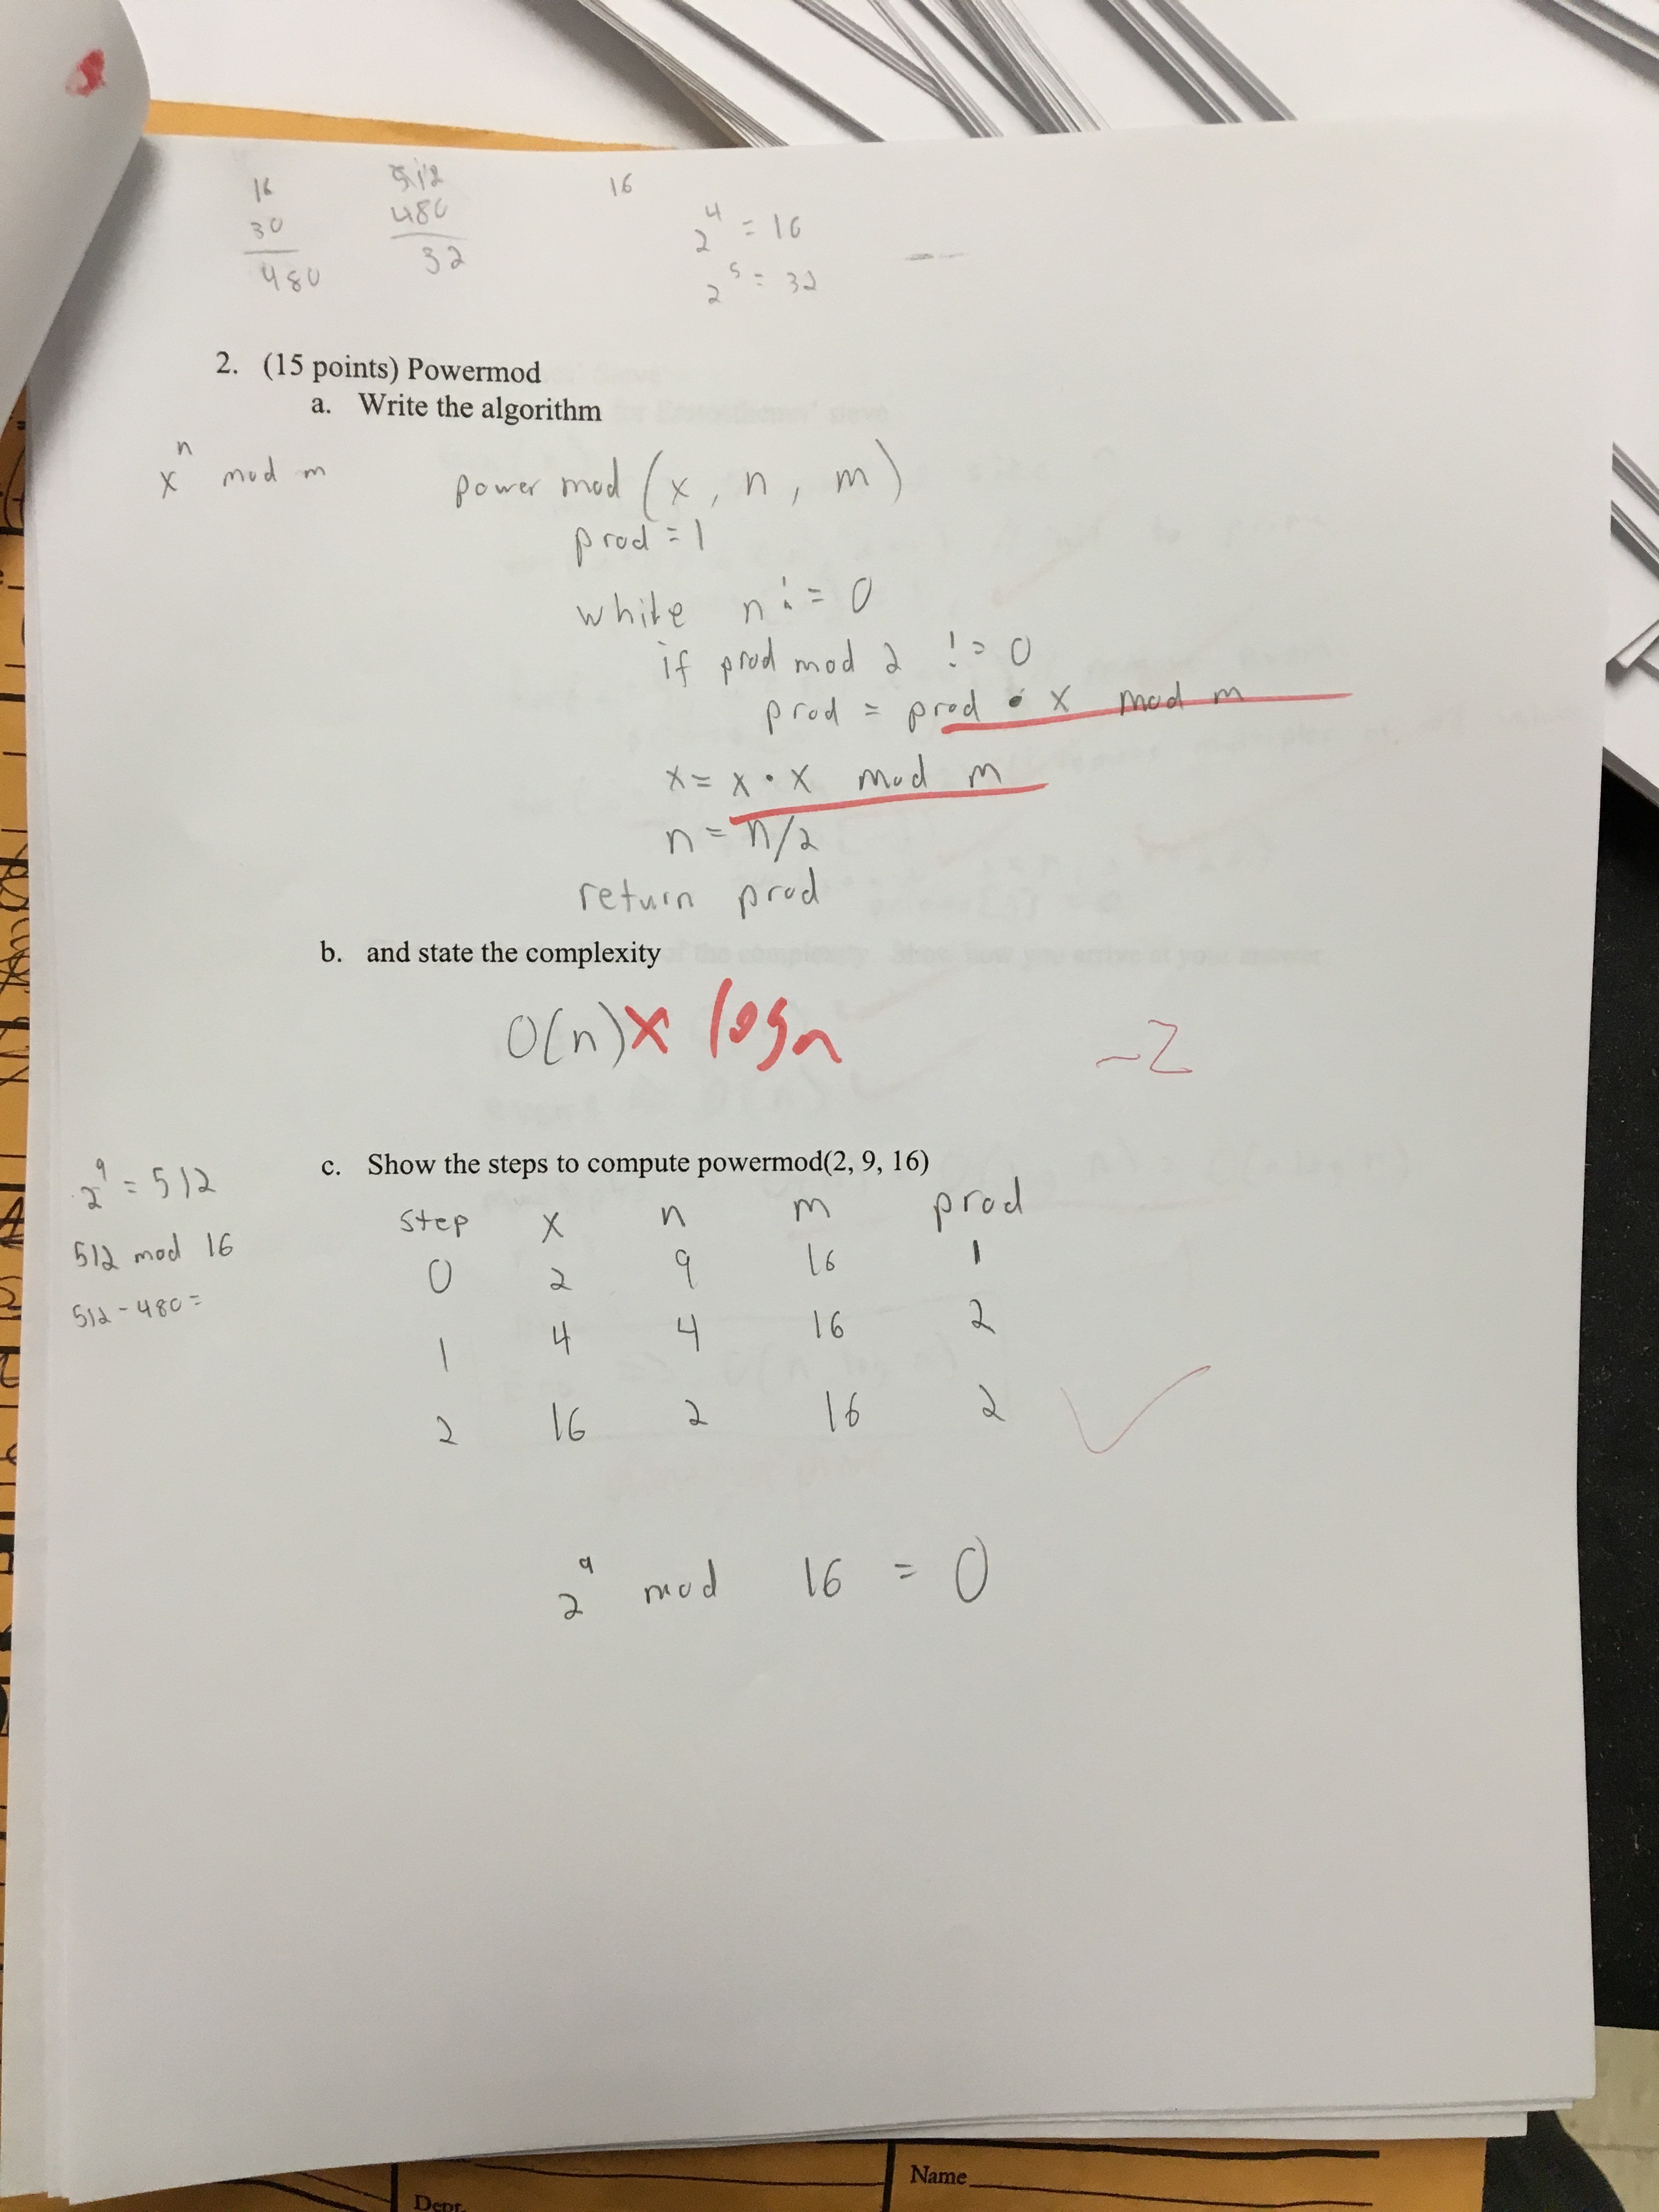 16 512 16
30 480 2^4 = 16
480 32 2^5 = 32
2. (15 points) Powermod
a. Write the algorithm
x^n mod m power mod (x, n, m)
prod = 1
while n != 0
if prod mod 2 != 0
prod = prod • x mod m
x = x • x mod m
n = n/2
return prod
b. and state the complexity
O(n) x log n -2
c. Show the steps to compute powermod(2, 9, 16)
2^9 = 512
512 mod 16
512 - 480 =
step x n m prod
0 2 9 16 1
1 4 4 16 2
2 16 2 16 2
2^9 mod 16 = 0
Name
Dept.